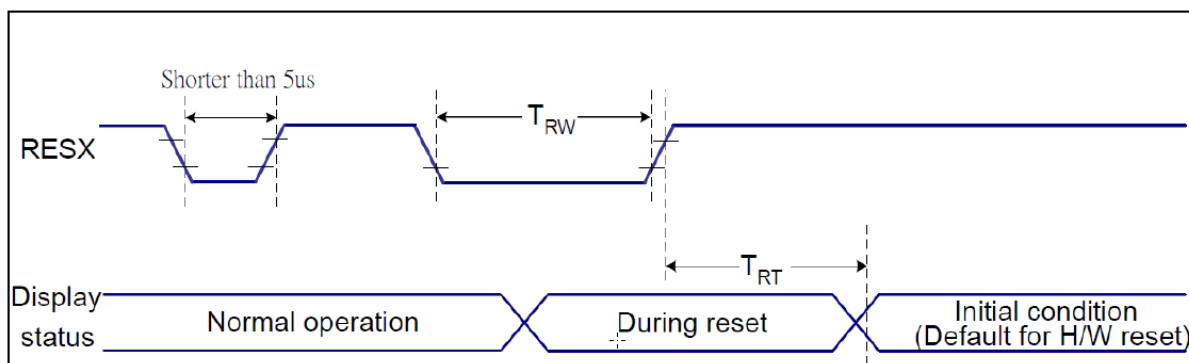 Shorter than 5us
RESX
TRW
TRT
Display
status
Normal operation
During reset
Initial condition
(Default for H/W reset)